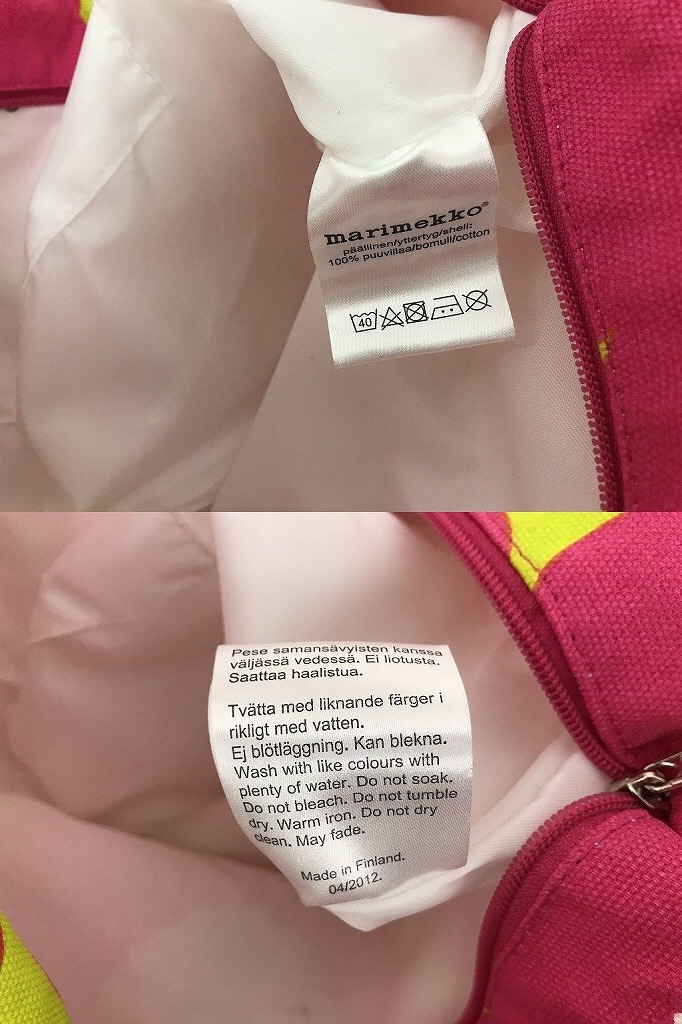 marimekko®
päällinen/yttertyg/shell:
100% puuvillaa/bomull/cotton
40
Pese samansävyisten kanssa
väljässä vedessä. Ei liotusta.
Saattaa haalistua.
Tvätta med liknande färger i
rikligt med vatten.
Ej blötläggning. Kan blekna.
Wash with like colours with
plenty of water. Do not soak.
Do not bleach. Do not tumble
dry. Warm iron. Do not dry
clean. May fade.
Made in Finland.
04/2012.